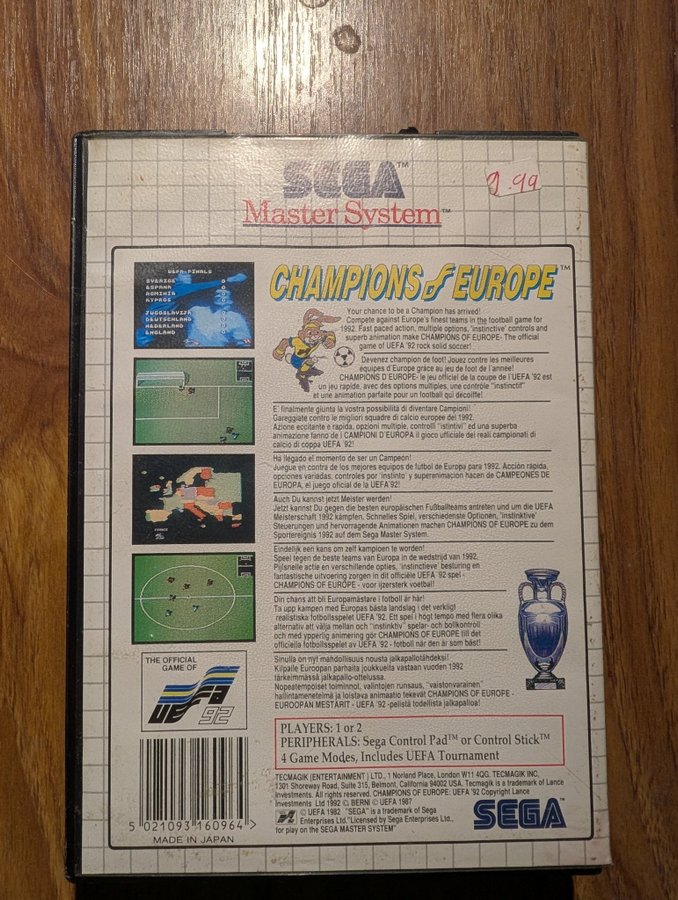 SEGA™
Master System™
9.99
UEFA-FINALS
SVERIGE
ESPANA
ROMINIA
KYPROS
YUGOSLAVIJA
DEUTSCHLAND
NEDERLAND
ENGLAND
CHAMPIONS of EUROPE™
Your chance to be a Champion has arrived!
Compete against Europe's finest teams in the football game for
1992. Fast paced action, multiple options, 'instinctive' controls and
superb animation make CHAMPIONS OF EUROPE- The official
game of UEFA '92 rock solid soccer!
Devenez champion de foot! Jouez contre les meilleures
équipes d'Europe grâce au jeu de foot de l'année!
CHAMPIONS D'EUROPE- le jeu officiel de la coupe de l'UEFA '92 est
un jeu rapide, avec des options multiples, une contrôle "instinctif"
et une animation parfaite pour un football qui décoiffe!
E' finalmente giunta la vostra possibilità di diventare Campioni!
Gareggiate contro le migliori squadre di calcio europee del 1992.
Azione eccitante e rapida, opzioni multiple, controlli 'istintivi' ed una superba
animazione fanno de I CAMPIONI D'EUROPA il gioco ufficiale dei reali campionati di
calcio di coppa UEFA '92!
Ha llegado el momento de ser un Campeon!
Juegue en contra de los mejores equipos de futbol de Europa para 1992. Acción rapida,
opciones variadas, controles por 'instinto' y superenimacion hacen de CAMPEONES DE
EUROPA, el juego oficial de la UEFA '92!
Auch Du kannst jetzt Meister werden!
Jetzt kannst Du gegen die besten europäischen Fußballteams antreten und um die UEFA
Meisterschaft 1992 kämpfen. Schnelles Spiel, verschiedenste Optionen, 'instinktive'
Steuerungen und hervorragende Animationen machen CHAMPIONS OF EUROPE zu dem
Sportereignis 1992 auf dem Sega Master System.
Eindelijk een kans om zelf kampioen te worden!
Speel tegen de beste teams van Europa in de wedstrijd van 1992.
Pijlsnelle actie en verschillende opties, 'instinctieve' besturing en
fantastische uitvoering zorgen in dit officiële UEFA '92 spel -
CHAMPIONS OF EUROPE - voor ijzersterk voetbal!
Din chans att bli Europamästare i fotboll är här!
Ta upp kampen med Europas bästa landslag i det verkligt
realistiska fotbollsspelet UEFA '92. Ett spel i högt tempo med flera olika
alternativ att välja mellan och "instinktiv" spelar- och bollkontroll
och med ypperlig animering gör CHAMPIONS OF EUROPE till det
officiella fotbollsspelet av UEFA '92 - fotboll när den är som bäst!
Sinulla on nyt mahdollisuus nousta jalkapallotähdeksi!
Kilpaile Euroopan parhaita joukkueita vastaan vuoden 1992
tärkeimmässä jalkapallo-ottelussa.
Nopeatempoiset toiminnot, valintojen runsaus, "vaistonvarainen"
hallintamenetelmä ja loistava animaatio tekevät CHAMPIONS OF EUROPE -
EUROOPAN MESTARIT - UEFA '92 -pelistä todellista jalkapalloa!
FRANCE
THE OFFICIAL
GAME OF
UEFA
92
PLAYERS: 1 or 2
PERIPHERALS: Sega Control Pad™ or Control Stick™
4 Game Modes, Includes UEFA Tournament
TECMAGIK (ENTERTAINMENT) LTD., 1 Norland Place, London W11 4QG. TECMAGIK INC,
1301 Shoreway Road, Suite 315, Belmont, California 94002 USA. Tecmagik is a trademark of Lance
Investments. All rights reserved. CHAMPIONS OF EUROPE: UEFA '92 Copyright Lance
Investments Ltd 1992 © BERNI © UEFA 1987
© UEFA 1982 "SEGA" is a trademark of Sega
Enterprises Ltd."Licensed by Sega Enterprises Ltd.,
for play on the SEGA MASTER SYSTEM"
SEGA™
5 021093 160964 >
MADE IN JAPAN